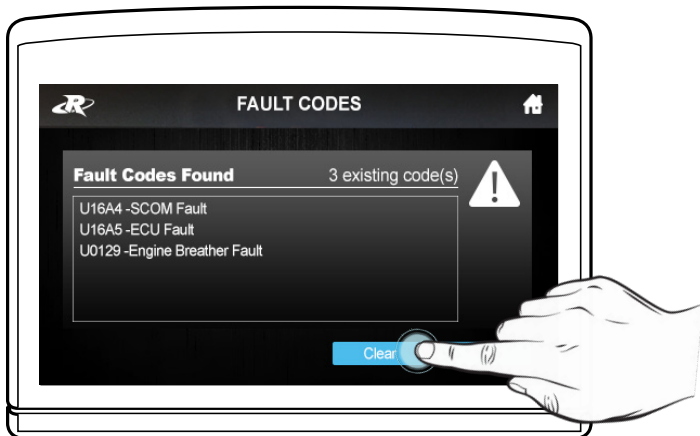 R
FAULT CODES
Fault Codes Found
3 existing code(s)
U16A4 -SCOM Fault
U16A5 -ECU Fault
U0129 -Engine Breather Fault
Clear